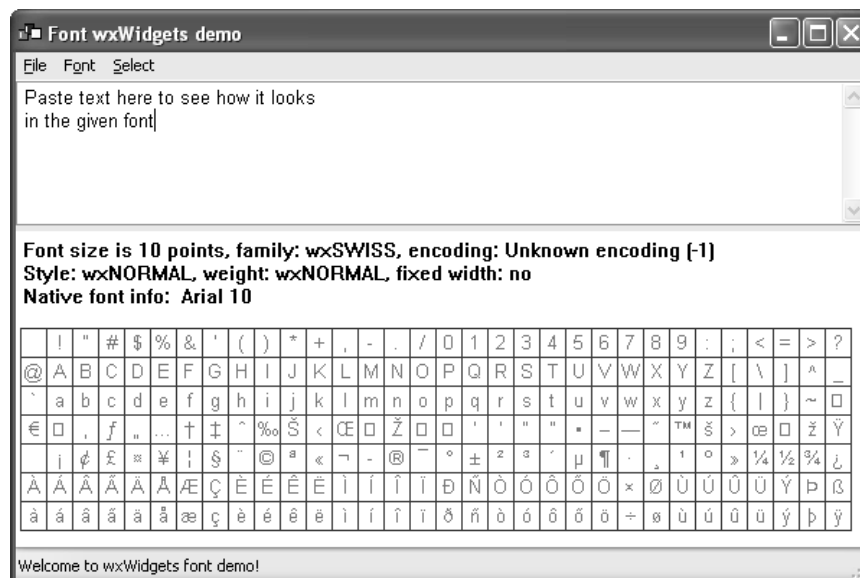 Font wxWidgets demo
File Font Select
Paste text here to see how it looks
in the given font
Font size is 10 points, family: wxSWISS, encoding: Unknown encoding (-1)
Style: wxNORMAL, weight: wxNORMAL, fixed width: no
Native font info: Arial 10
! " # $ % & ' ( ) * + , - . / 0 1 2 3 4 5 6 7 8 9 : ; < = > ?
@ A B C D E F G H I J K L M N O P Q R S T U V W X Y Z [ \ ] ^ _
` a b c d e f g h i j k l m n o p q r s t u v w x y z { | } ~ □
€ □ ‚ ƒ „ … † ‡ ˆ ‰ Š ‹ Œ □ Ž □ □ ‘ ’ “ ” • – — ˜ ™ š › œ □ ž Ÿ
¡ ¢ £ ¤ ¥ ¦ § ¨ © ª « ¬ - ® ¯ ° ± ² ³ ´ µ ¶ · ¸ ¹ º » ¼ ½ ¾ ¿
À Á Â Ã Ä Å Æ Ç È É Ê Ë Ì Í Î Ï Ð Ñ Ò Ó Ô Õ Ö × Ø Ù Ú Û Ü Ý Þ ß
à á â ã ä å æ ç è é ê ë ì í î ï ð ñ ò ó ô õ ö ÷ ø ù ú û ü ý þ ÿ
Welcome to wxWidgets font demo!